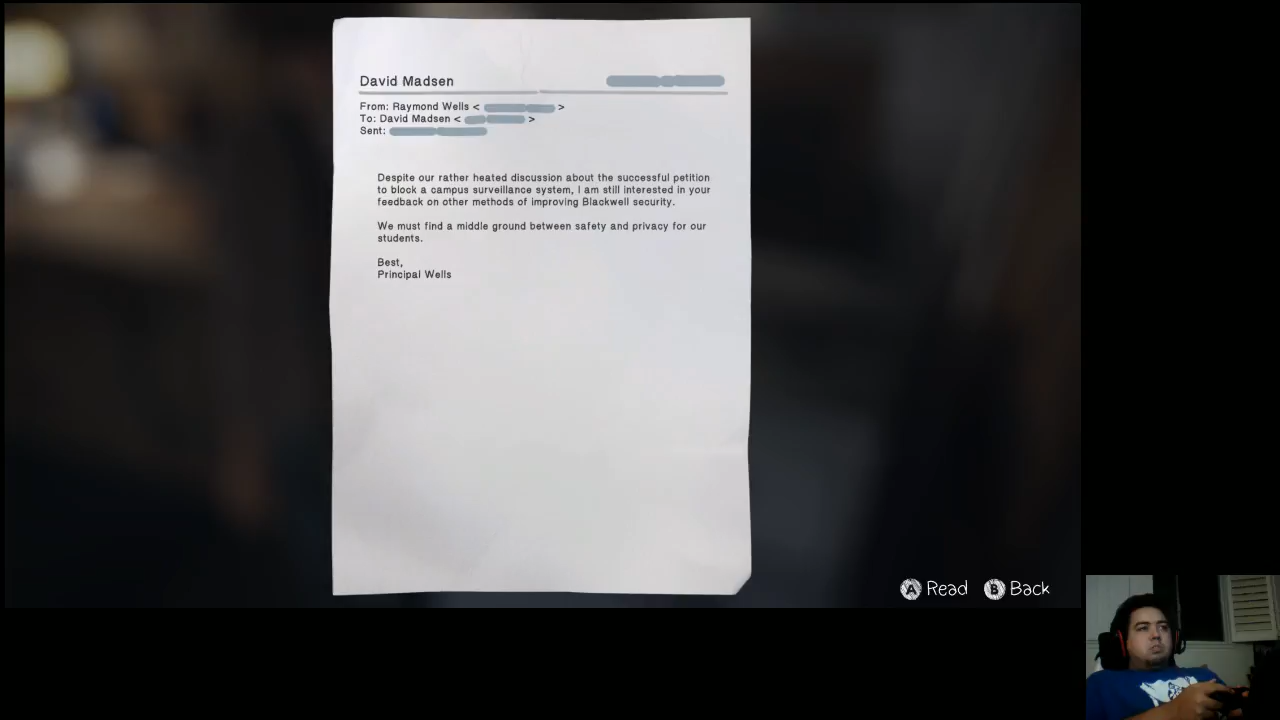 David Madsen
From: Raymond Wells < >
To: David Madsen < >
Sent:
Despite our rather heated discussion about the successful petition
to block a campus surveillance system, I am still interested in your
feedback on other methods of improving Blackwell security.
We must find a middle ground between safety and privacy for our
students.
Best,
Principal Wells
A Read B Back